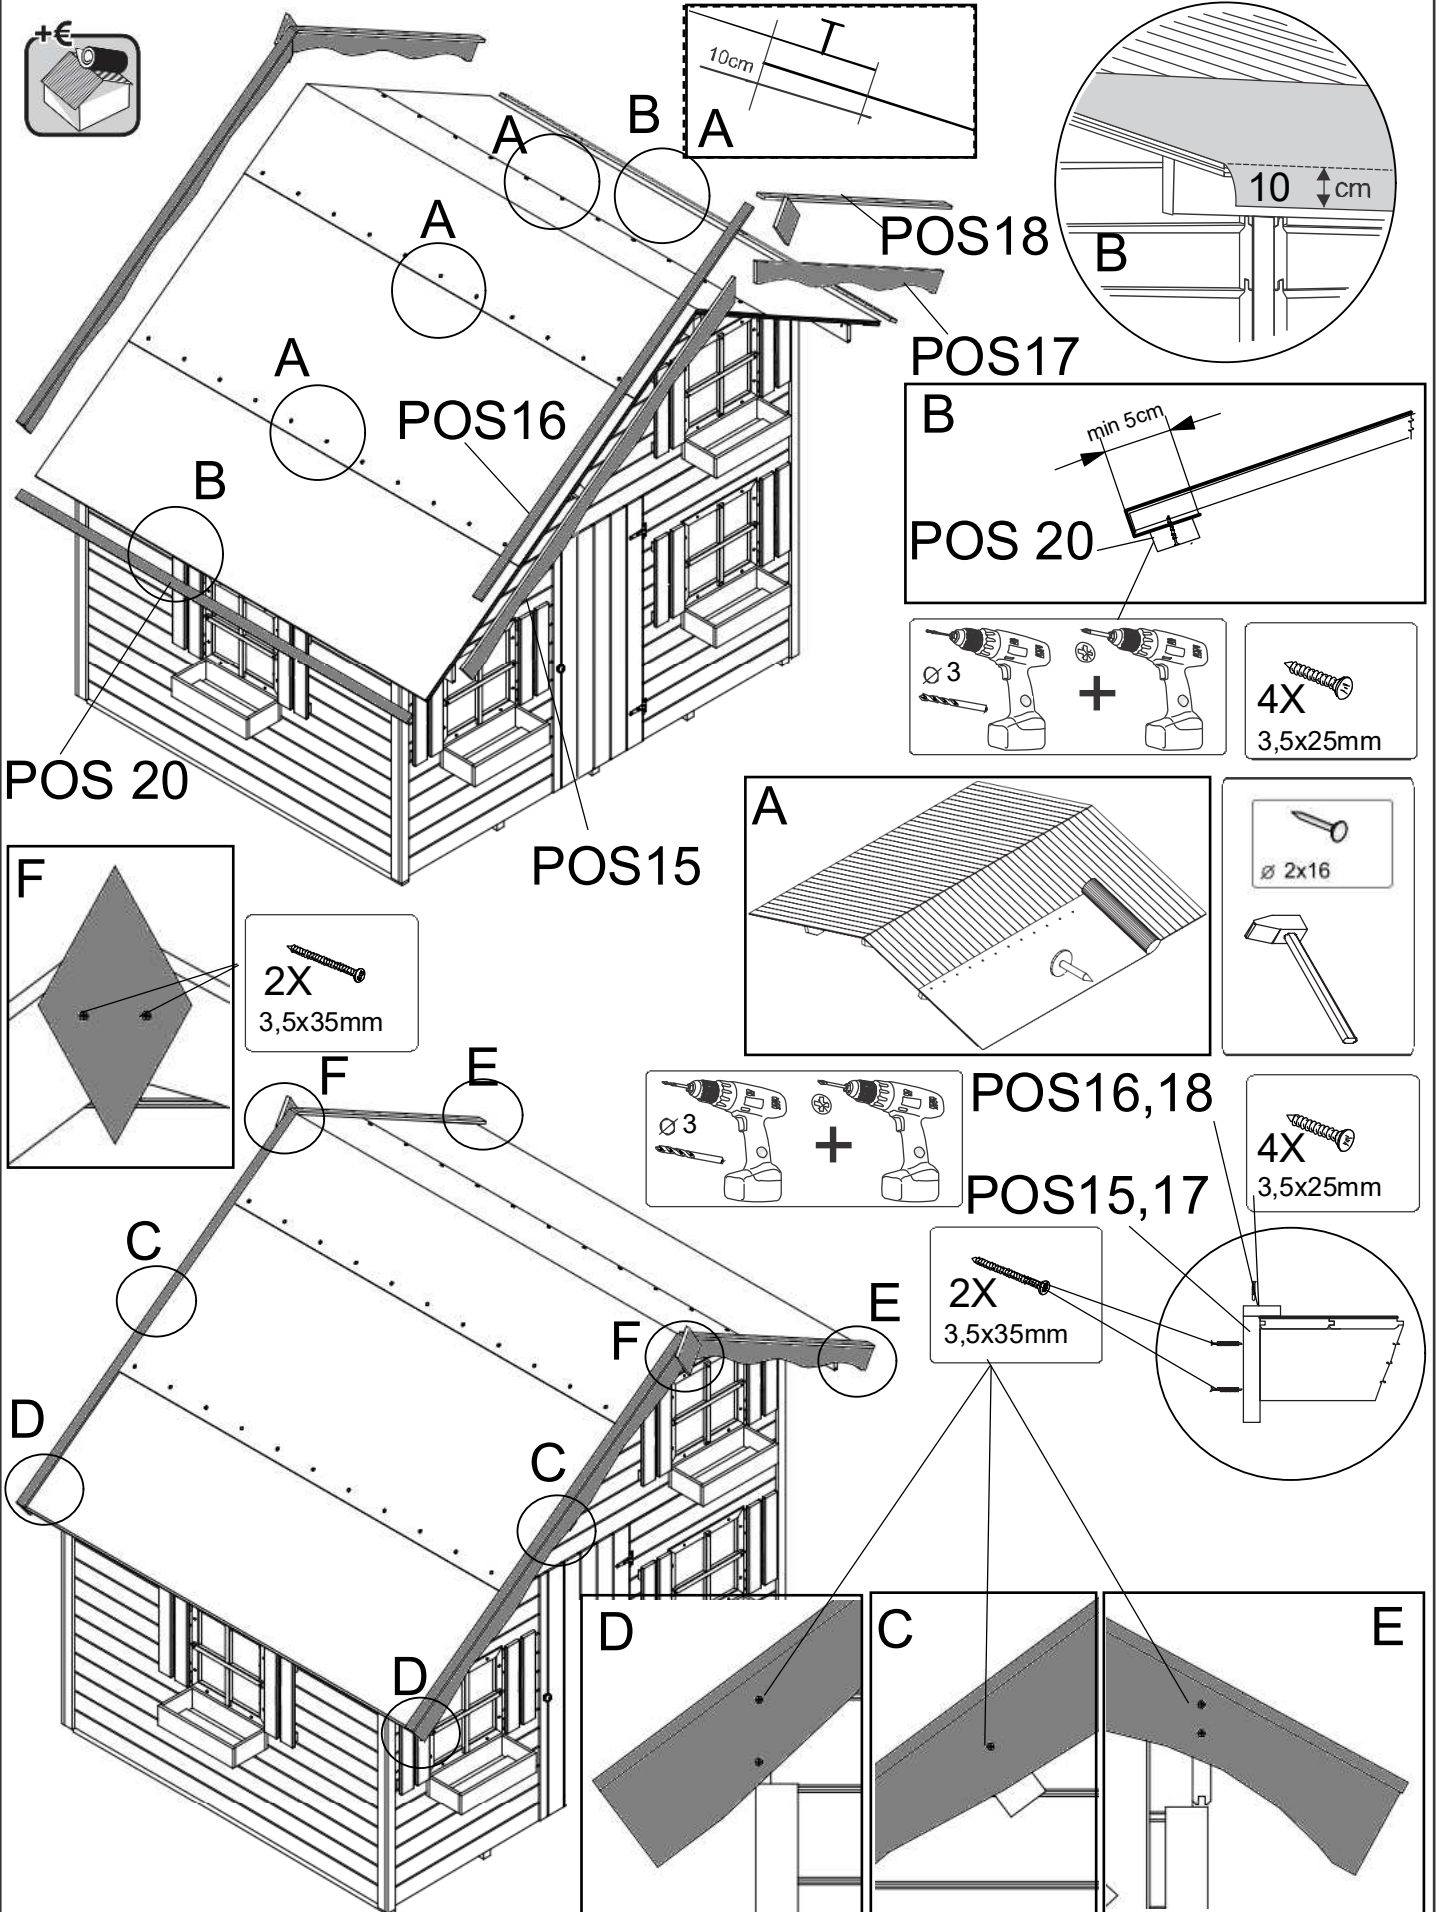 +€
10cm
A
A
B
A
A
B
POS18
POS17
POS16
10 cm
B
B
min 5cm
POS 20
⌀ 3
+
4X
3,5x25mm
POS 20
POS15
A
⌀ 2x16
F
2X
3,5x35mm
F
E
⌀ 3
+
POS16,18
4X
3,5x25mm
POS15,17
2X
3,5x35mm
C
D
F
E
C
D
D
C
E